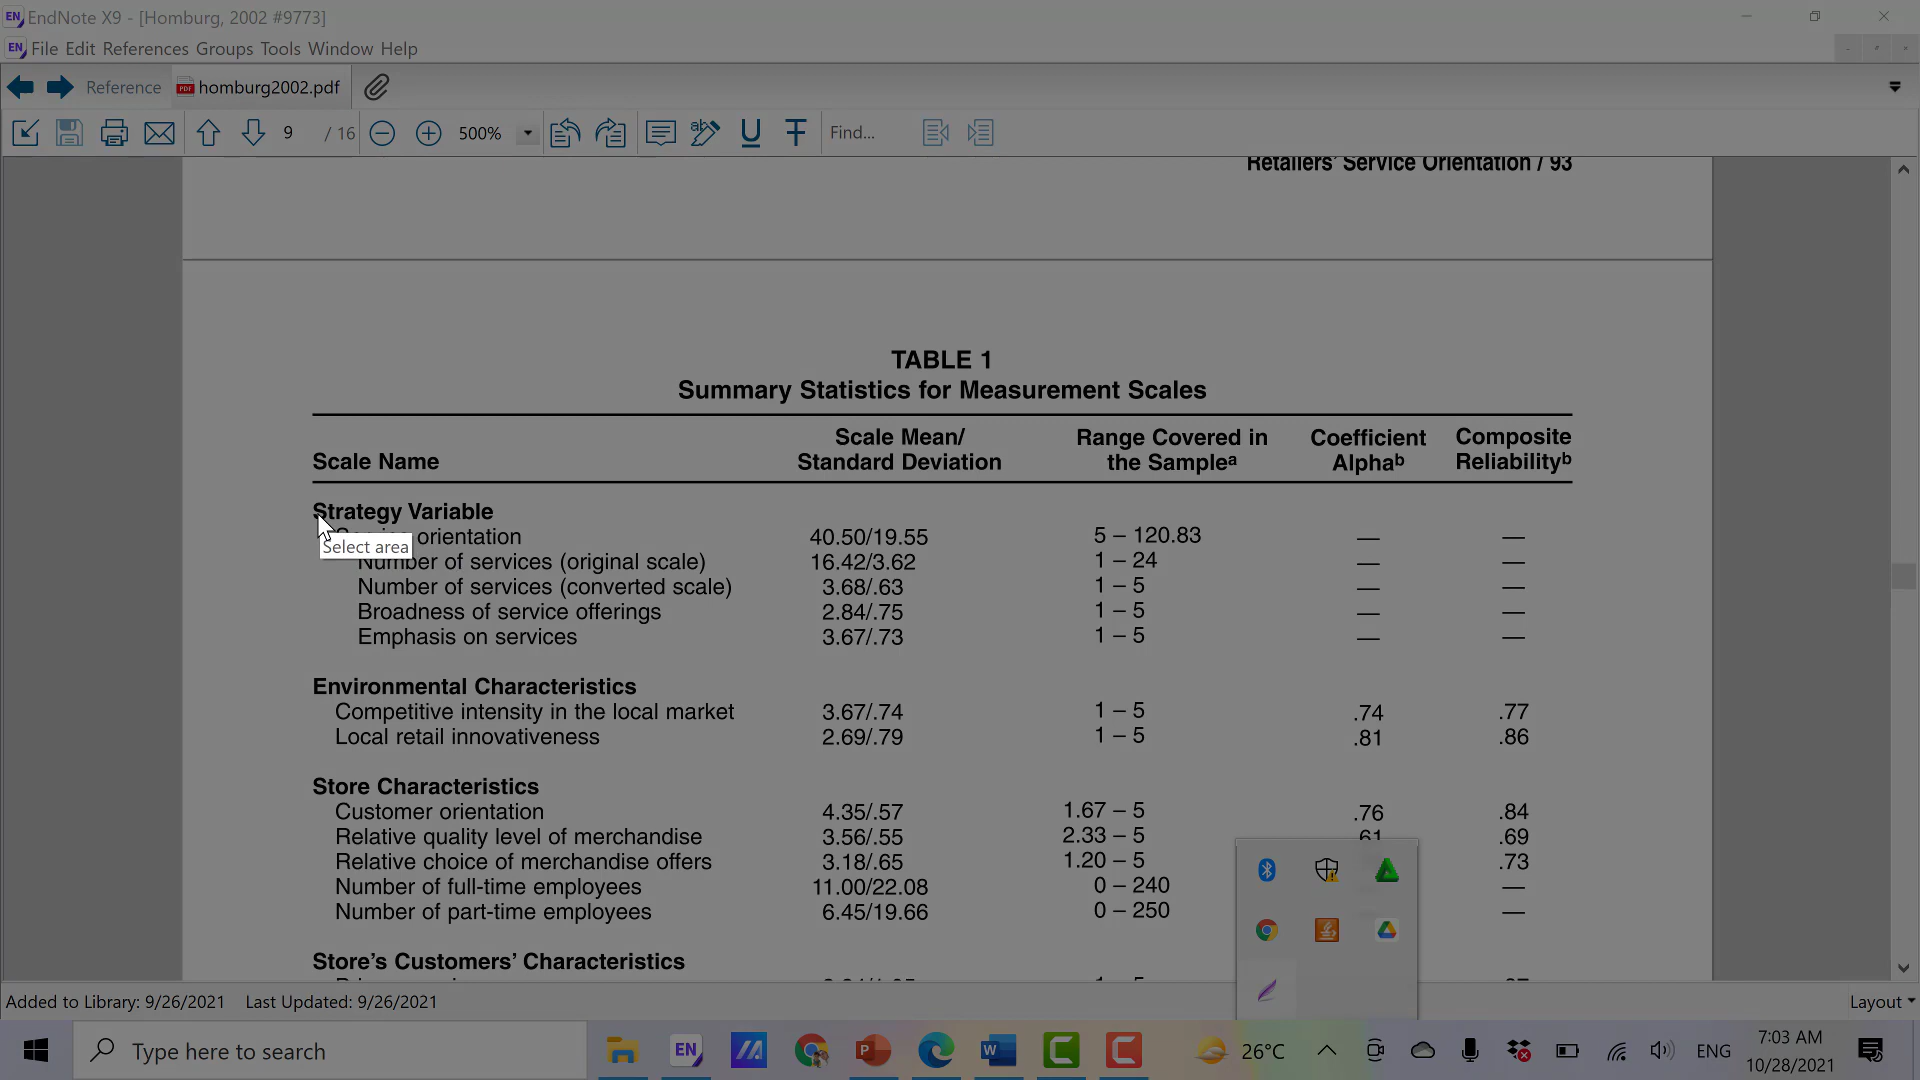 EN EndNote X9 - [Homburg, 2002 #9773]
EN File Edit References Groups Tools Window Help
Reference PDF homburg2002.pdf
9 / 16 500% ab U T Find...
Retailers' Service Orientation / 93
TABLE 1
Summary Statistics for Measurement Scales
Scale Name Scale Mean/ Standard Deviation Range Covered in the Sampleᵃ Coefficient Alphaᵇ Composite Reliabilityᵇ
Strategy Variable
orientation 40.50/19.55 5 – 120.83 — —
Select area
Number of services (original scale) 16.42/3.62 1 – 24 — —
Number of services (converted scale) 3.68/.63 1 – 5 — —
Broadness of service offerings 2.84/.75 1 – 5 — —
Emphasis on services 3.67/.73 1 – 5 — —
Environmental Characteristics
Competitive intensity in the local market 3.67/.74 1 – 5 .74 .77
Local retail innovativeness 2.69/.79 1 – 5 .81 .86
Store Characteristics
Customer orientation 4.35/.57 1.67 – 5 .76 .84
Relative quality level of merchandise 3.56/.55 2.33 – 5 .61 .69
Relative choice of merchandise offers 3.18/.65 1.20 – 5 .73
Number of full-time employees 11.00/22.08 0 – 240 —
Number of part-time employees 6.45/19.66 0 – 250 —
Store's Customers' Characteristics
Added to Library: 9/26/2021 Last Updated: 9/26/2021 Layout
Type here to search EN P W C C 26°C ENG 7:03 AM
10/28/2021